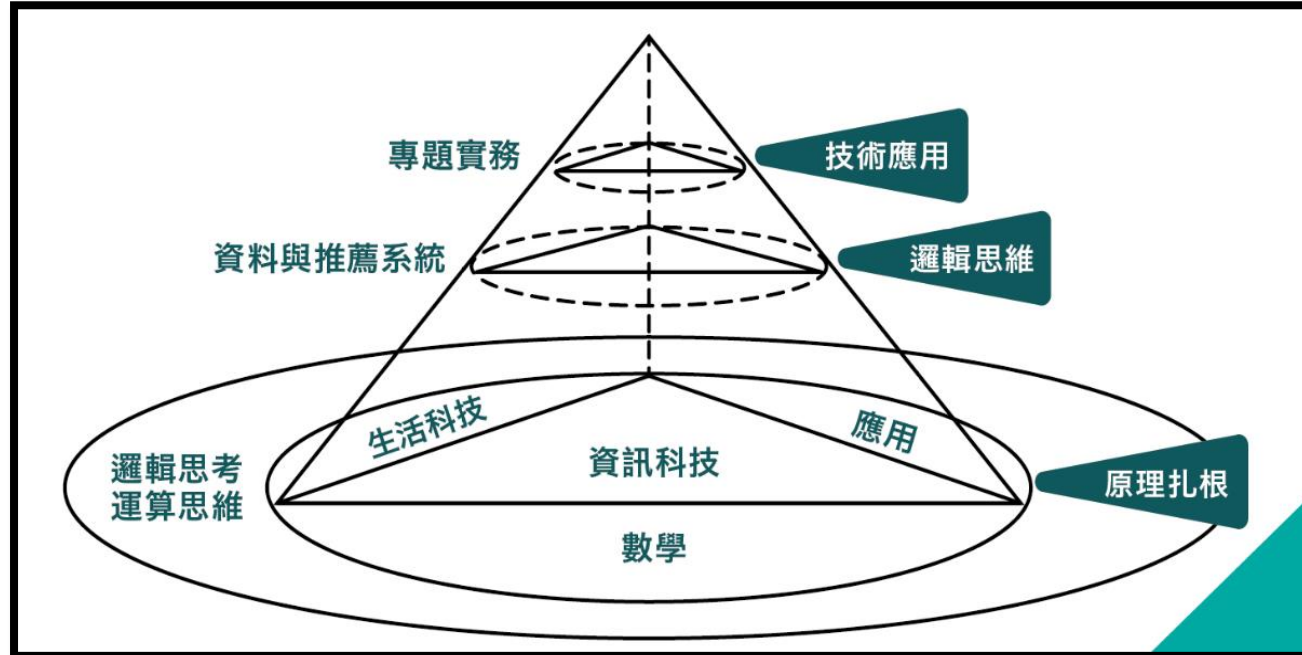 專題實務
技術應用
資料與推薦系統
邏輯思維
生活科技
應用
資訊科技
邏輯思考
運算思維
原理扎根
數學